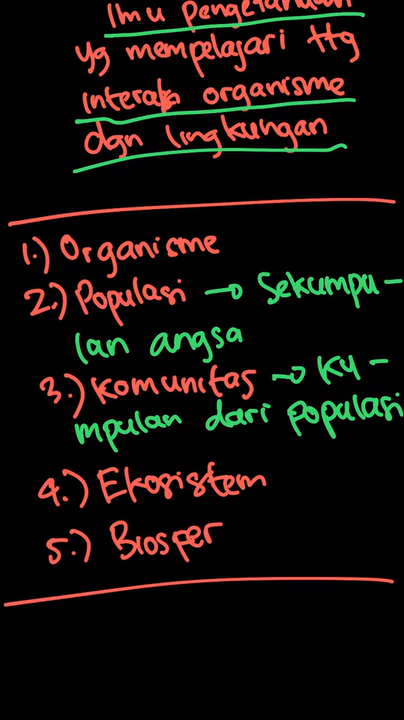 Ilmu Pengetahuan
yg mempelajari ttg
interaksi organisme
dgn lingkungan
1.) Organisme
2.) Populasi → Sekumpu-
lan angsa
3.) Komunitas → Ku-
mpulan dari populasi
4.) Ekosistem
5.) Biosfer